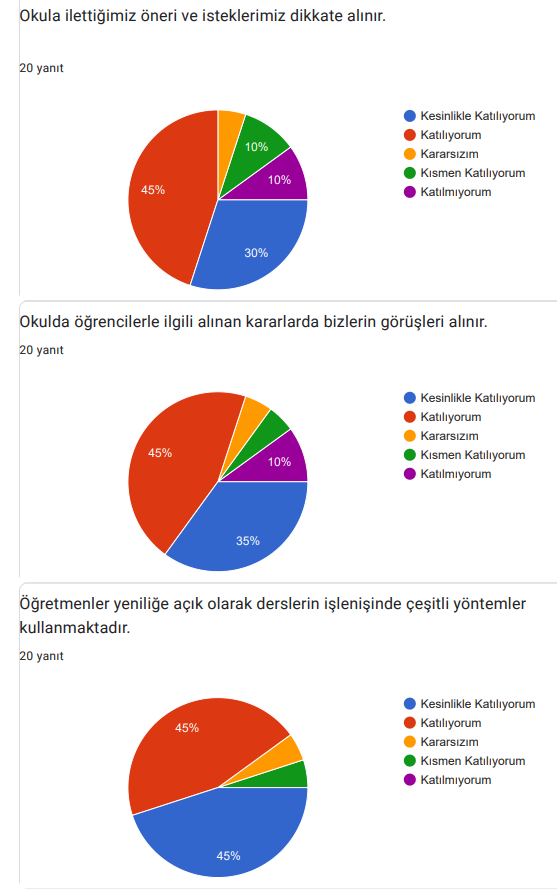 Okula ilettiğimiz öneri ve isteklerimiz dikkate alınır.
20 yanıt
Kesinlikle Katılıyorum
Katılıyorum
Kararsızım
Kısmen Katılıyorum
Katılmıyorum
10%
10%
45%
30%
Okulda öğrencilerle ilgili alınan kararlarda bizlerin görüşleri alınır.
20 yanıt
Kesinlikle Katılıyorum
Katılıyorum
Kararsızım
Kısmen Katılıyorum
Katılmıyorum
45%
10%
35%
Öğretmenler yeniliğe açık olarak derslerin işlenişinde çeşitli yöntemler
kullanmaktadır.
20 yanıt
Kesinlikle Katılıyorum
Katılıyorum
Kararsızım
Kısmen Katılıyorum
Katılmıyorum
45%
45%